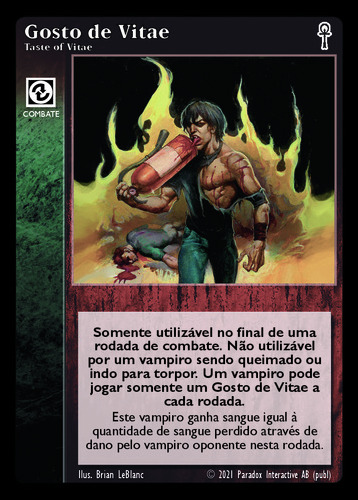 Gosto de Vitae
Taste of Vitae
COMBATE
Somente utilizável no final de uma
rodada de combate. Não utilizável
por um vampiro sendo queimado ou
indo para torpor. Um vampiro pode
jogar somente um Gosto de Vitae a
cada rodada.
Este vampiro ganha sangue igual à
quantidade de sangue perdido através de
dano pelo vampiro oponente nesta rodada.
Ilus. Brian LeBlanc
© 2021 Paradox Interactive AB (publ)